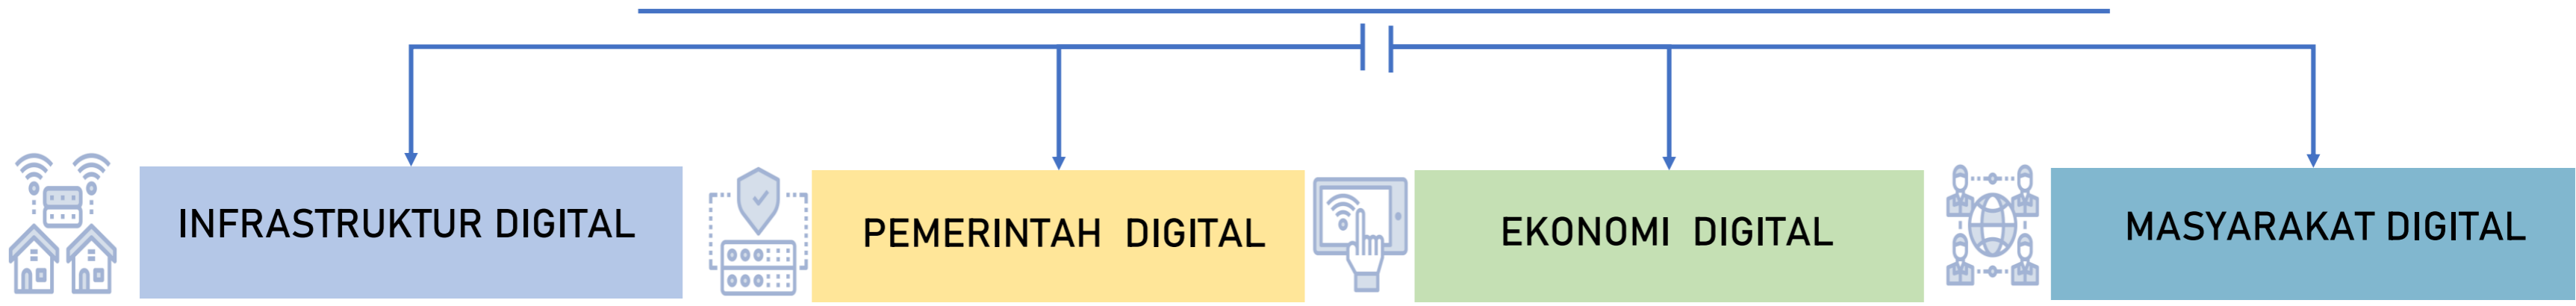 INFRASTRUKTUR DIGITAL
PEMERINTAH DIGITAL
EKONOMI DIGITAL
MASYARAKAT DIGITAL